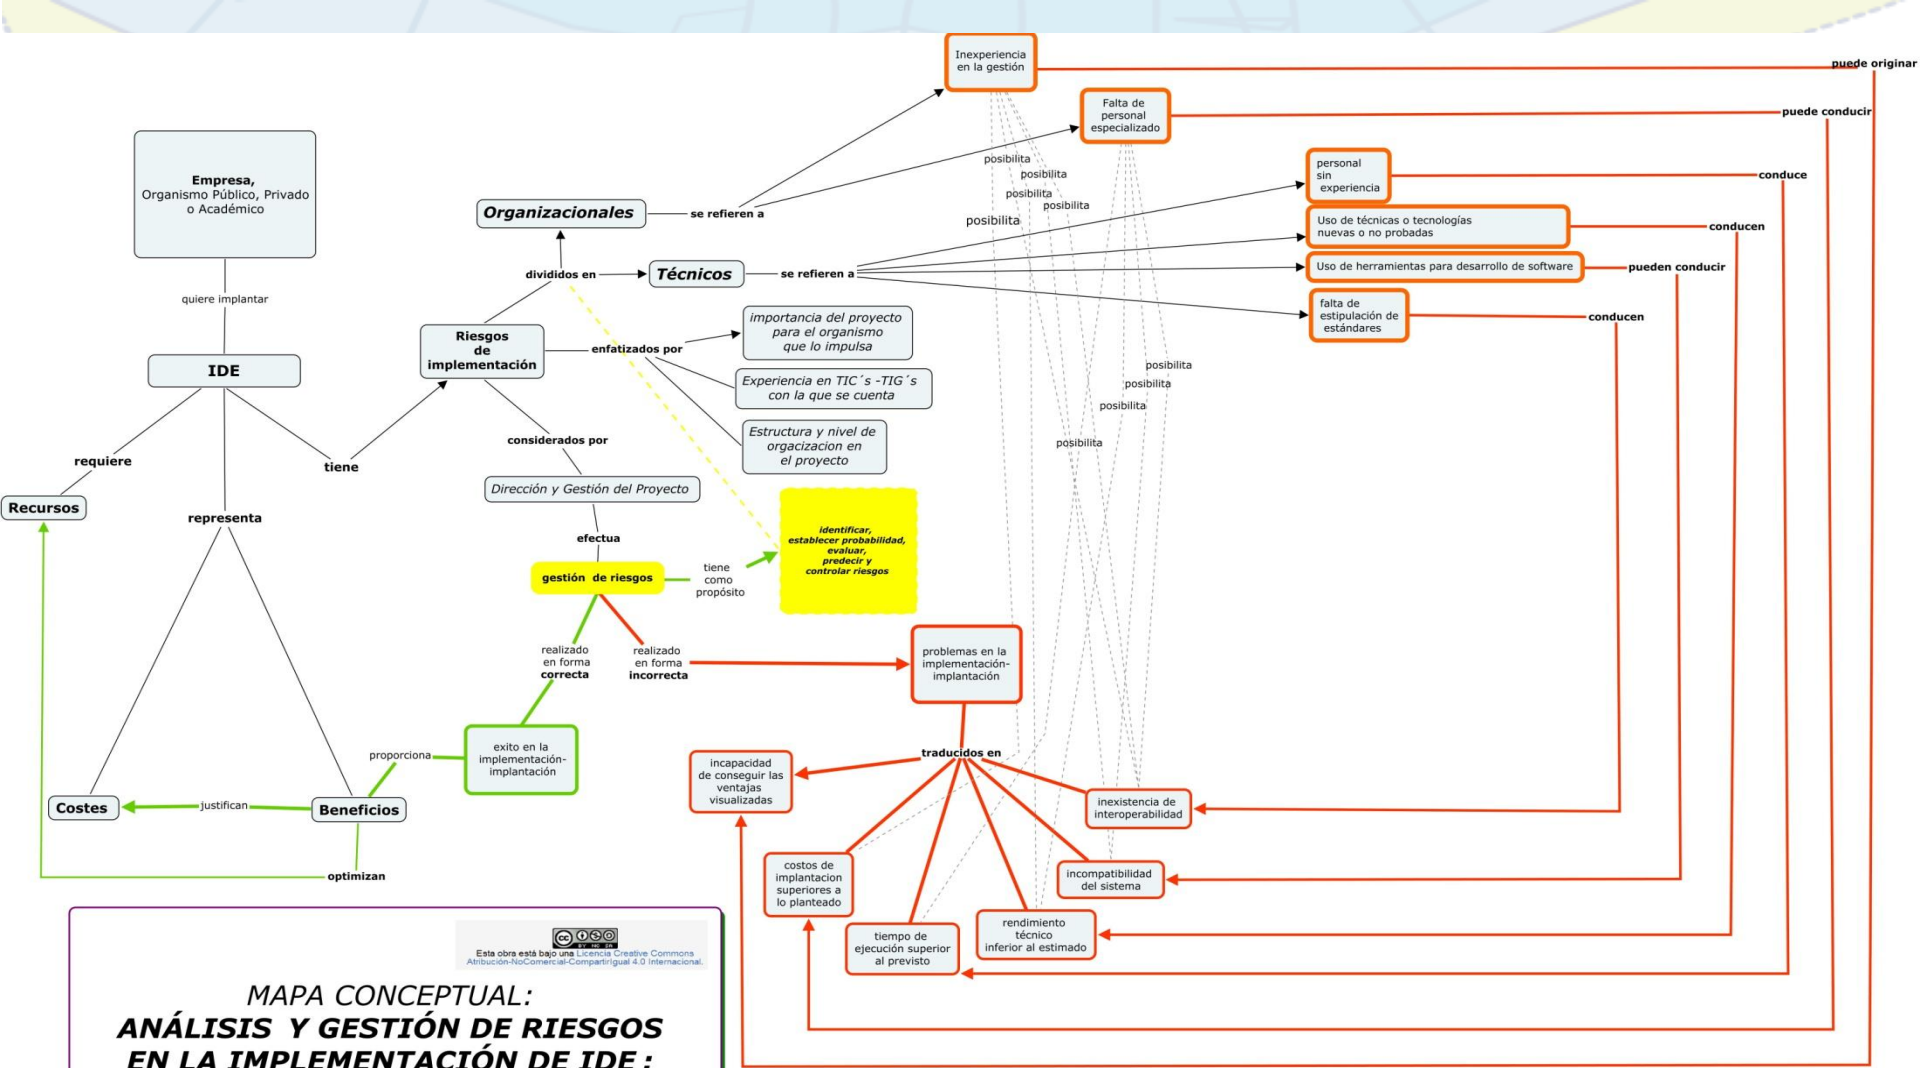 Inexperiencia
en la gestión
puede originar
Falta de
personal
especializado
puede conducir
Empresa,
Organismo Público, Privado
o Académico
quiere implantar
IDE
requiere
tiene
Recursos
representa
Costes
justifican
Beneficios
optimizan
proporciona
Organizacionales
se refieren a
divididos en
Técnicos
se refieren a
posibilita
posibilita
posibilita
posibilita
posibilita
personal
sin
experiencia
conduce
Uso de técnicas o tecnologías
nuevas o no probadas
conducen
Uso de herramientas para desarrollo de software
pueden conducir
falta de
estipulación de
estándares
conducen
Riesgos
de
implementación
enfatizados por
importancia del proyecto
para el organismo
que lo impulsa
Experiencia en TIC´s -TIG´s
con la que se cuenta
Estructura y nivel de
orgacizacion en
el proyecto
posibilita
posibilita
posibilita
posibilita
considerados por
Dirección y Gestión del Proyecto
efectua
gestión de riesgos
tiene
como
propósito
identificar,
establecer probabilidad,
evaluar,
predecir y
controlar riesgos
realizado
en forma
correcta
realizado
en forma
incorrecta
exito en la
implementación-
implantación
problemas en la
implementación-
implantación
traducidos en
incapacidad
de conseguir las
ventajas
visualizadas
costos de
implantacion
superiores a
lo planteado
tiempo de
ejecución superior
al previsto
rendimiento
técnico
inferior al estimado
incompatibilidad
del sistema
inexistencia de
interoperabilidad
cc BY NC SA
Esta obra está bajo una Licencia Creative Commons
Atribución-NoComercial-CompartirIgual 4.0 Internacional.
MAPA CONCEPTUAL:
ANÁLISIS Y GESTIÓN DE RIESGOS
EN LA IMPLEMENTACIÓN DE IDE :